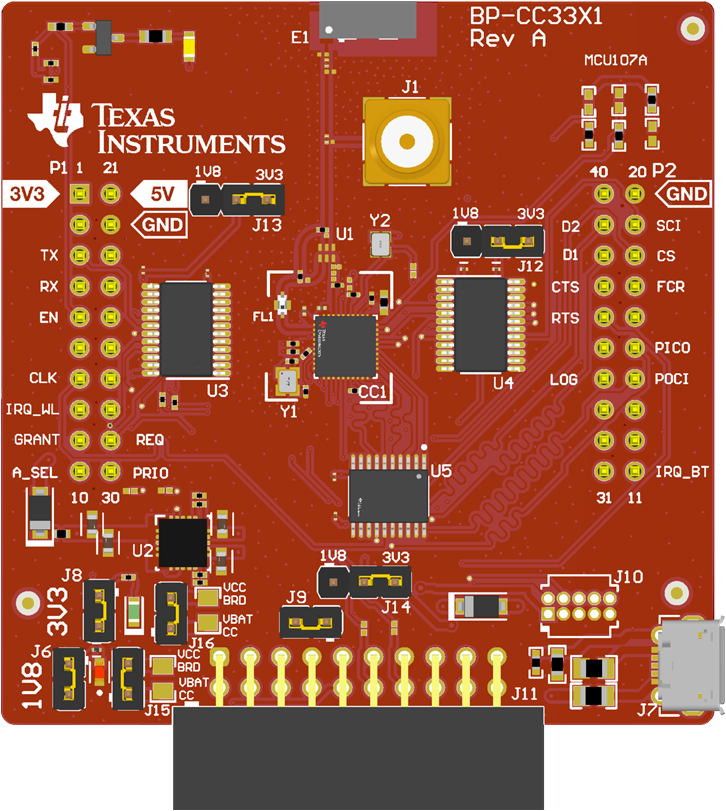 BP-CC33X1
Rev A
E1
MCU107A
J1
TEXAS
INSTRUMENTS
P1 1 21
40 20 P2
3V3
5V
1V8 3V3
GND
GND
J13
U1
Y2
1V8 3V3
D2
SCI
TX
J12
D1
CS
RX
CTS
FCR
EN
FL1
RTS
PICO
CLK
U3
CC1
U4
LOG
POCI
IRQ_WL
Y1
GRANT
REQ
A_SEL
PRIO
U5
IRQ_BT
10 30
31 11
U2
1V8 3V3
J8
3V3
VCC
BRD
VBAT
CC
J9
J14
J10
J16
J6
1V8
VCC
BRD
VBAT
CC
J15
J11
J7